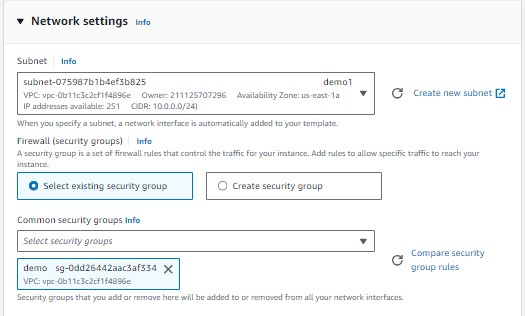 Network settings Info
Subnet Info
subnet-075987b1b4ef3b825 demo1
VPC: vpc-0b11c3c2cf1f4896e Owner: 211125707296 Availability Zone: us-east-1a
IP addresses available: 251 CIDR: 10.0.0.0/24)
Create new subnet
When you specify a subnet, a network interface is automatically added to your template.
Firewall (security groups) Info
A security group is a set of firewall rules that control the traffic for your instance. Add rules to allow specific traffic to reach your
instance.
Select existing security group
Create security group
Common security groups Info
Select security groups
Compare security
group rules
demo sg-0dd26442aac3af334
VPC: vpc-0b11c3c2cf1f4896e
Security groups that you add or remove here will be added to or removed from all your network interfaces.